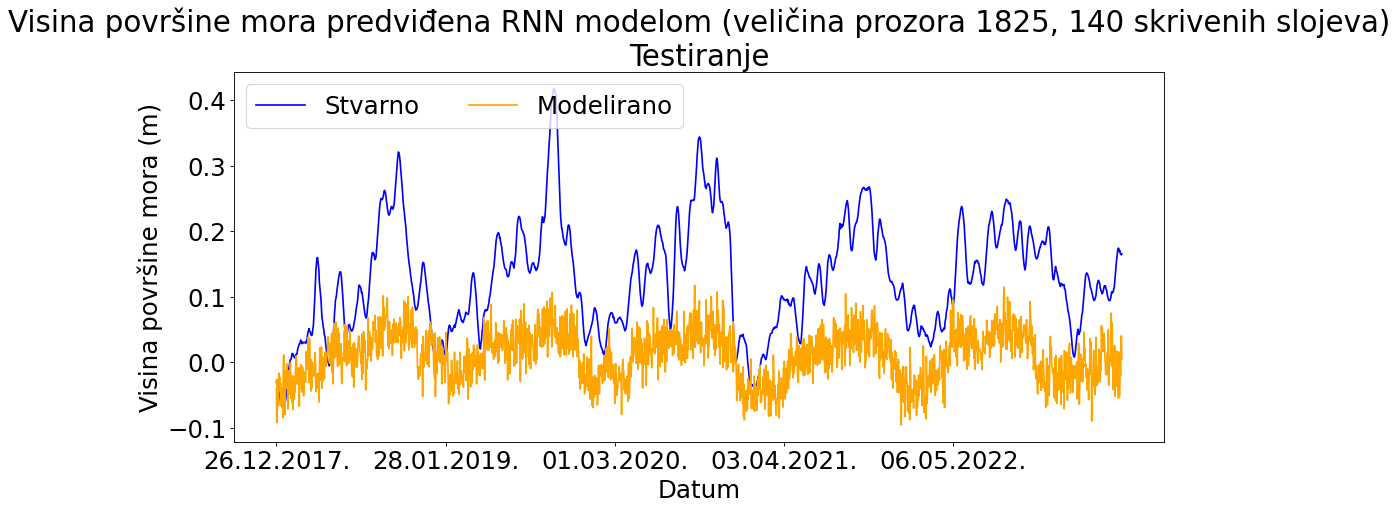 Visina površine mora predviđena RNN modelom (veličina prozora 1825, 140 skrivenih slojeva)
Testiranje
Stvarno
Modelirano
Visina površine mora (m)
0.4
0.3
0.2
0.1
0.0
−0.1
26.12.2017.
28.01.2019.
01.03.2020.
03.04.2021.
06.05.2022.
Datum